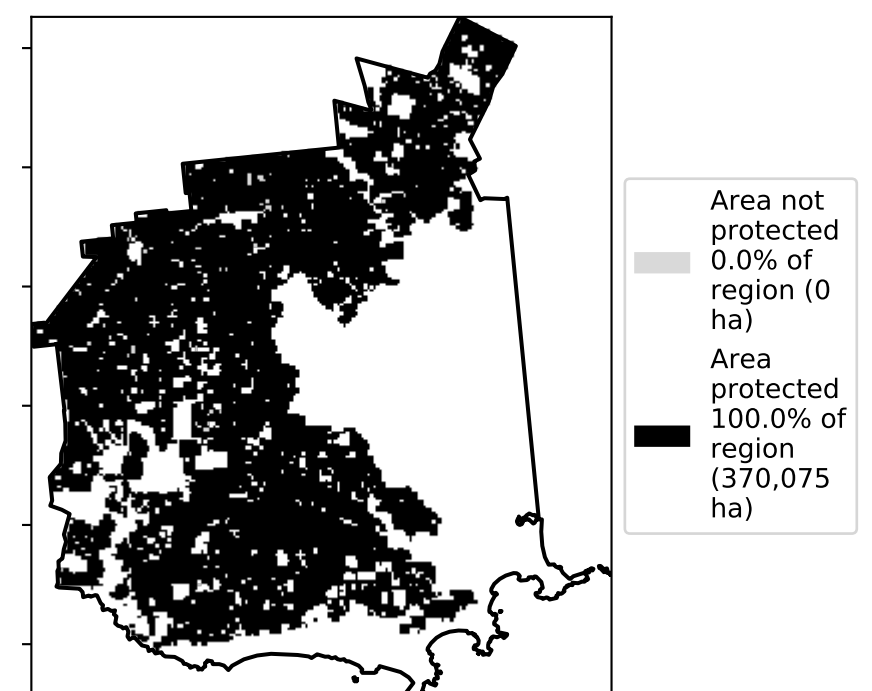 Area not
protected
0.0% of
region (0
ha)
Area
protected
100.0% of
region
(370,075
ha)